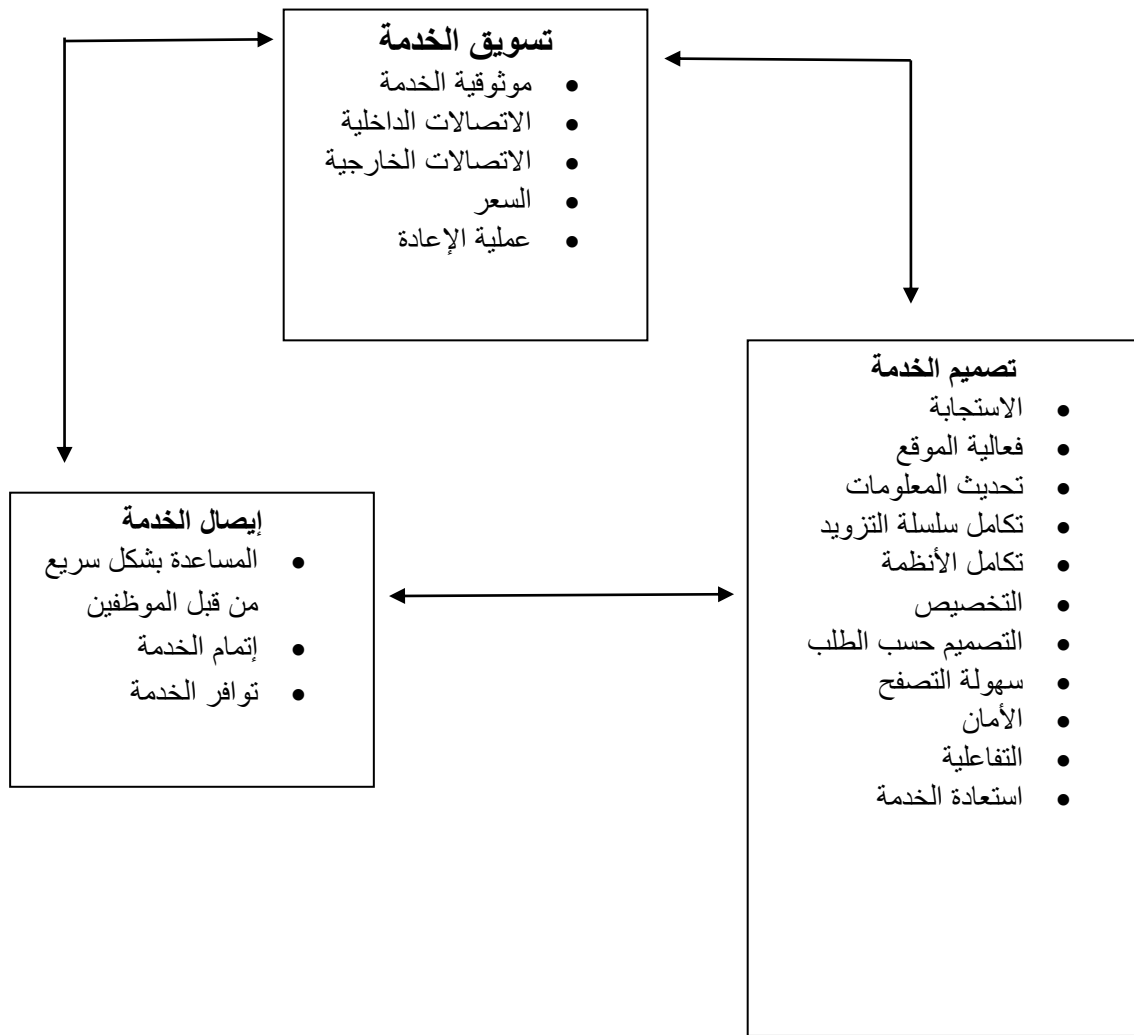 تسويق الخدمة
• موثوقية الخدمة
• الاتصالات الداخلية
• الاتصالات الخارجية
• السعر
• عملية الإعادة
تصميم الخدمة
• الاستجابة
• فعالية الموقع
• تحديث المعلومات
• تكامل سلسلة التزويد
• تكامل الأنظمة
• التخصيص
• التصميم حسب الطلب
• سهولة التصفح
• الأمان
• التفاعلية
• استعادة الخدمة
إيصال الخدمة
• المساعدة بشكل سريع
من قبل الموظفين
• إتمام الخدمة
• توافر الخدمة